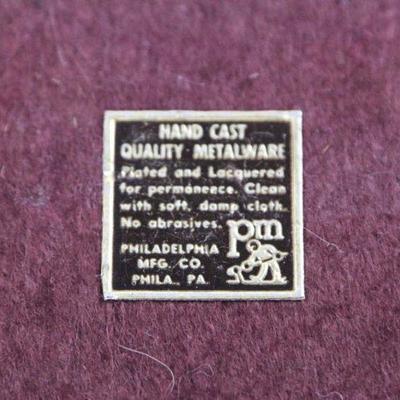 HAND CAST
QUALITY METALWARE
Plated and Lacquered
for permanence. Clean
with soft, damp cloth.
No abrasives.
pm
PHILADELPHIA
MFG. CO.
PHILA., PA.